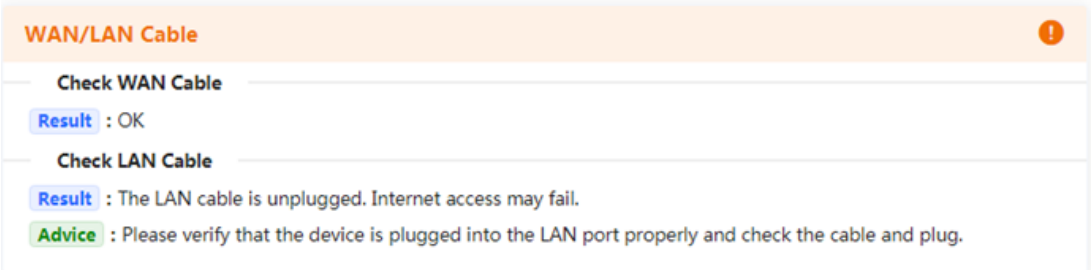 WAN/LAN Cable
Check WAN Cable
Result : OK
Check LAN Cable
Result : The LAN cable is unplugged. Internet access may fail.
Advice : Please verify that the device is plugged into the LAN port properly and check the cable and plug.